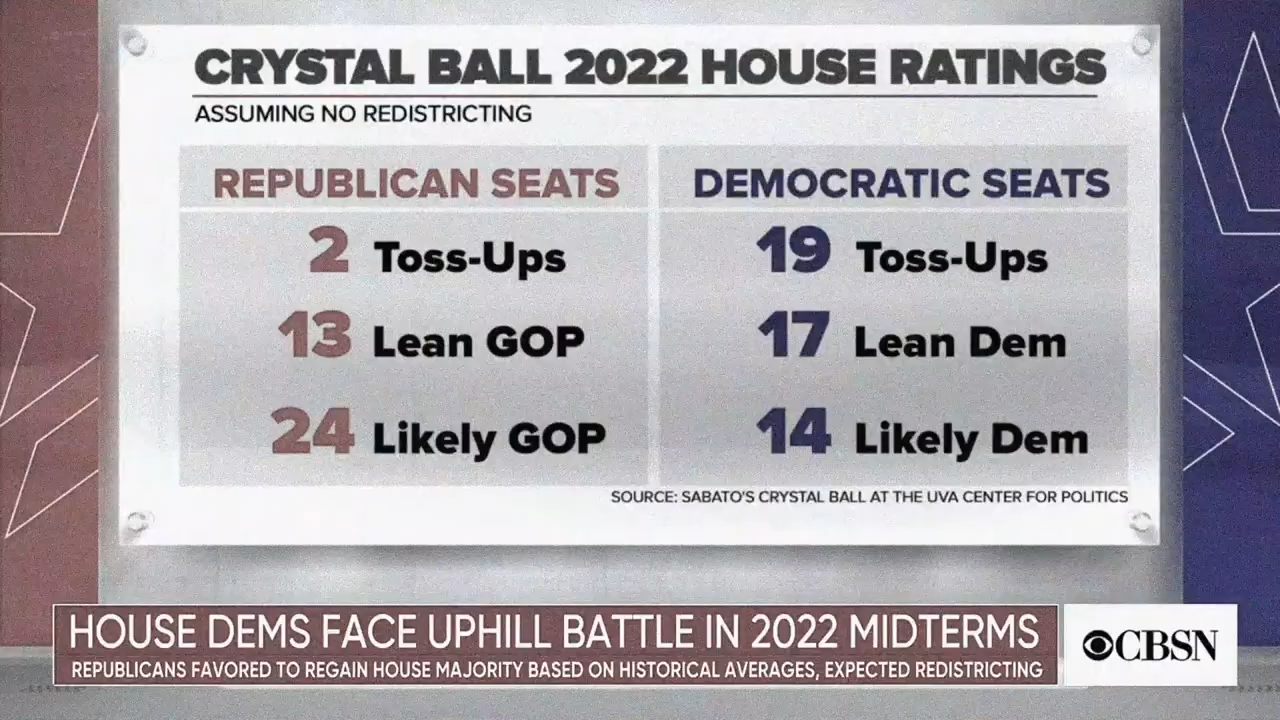 CRYSTAL BALL 2022 HOUSE RATINGS
ASSUMING NO REDISTRICTING
REPUBLICAN SEATS
2 Toss-Ups
13 Lean GOP
24 Likely GOP
DEMOCRATIC SEATS
19 Toss-Ups
17 Lean Dem
14 Likely Dem
SOURCE: SABATO'S CRYSTAL BALL AT THE UVA CENTER FOR POLITICS
HOUSE DEMS FACE UPHILL BATTLE IN 2022 MIDTERMS
REPUBLICANS FAVORED TO REGAIN HOUSE MAJORITY BASED ON HISTORICAL AVERAGES, EXPECTED REDISTRICTING
CBSN